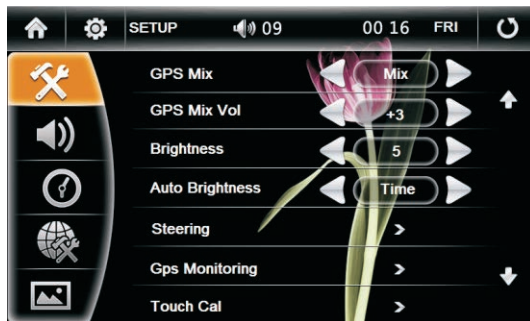 SETUP 09 00 16 FRI
GPS Mix Mix
GPS Mix Vol +3
Brightness 5
Auto Brightness Time
Steering >
Gps Monitoring >
Touch Cal >